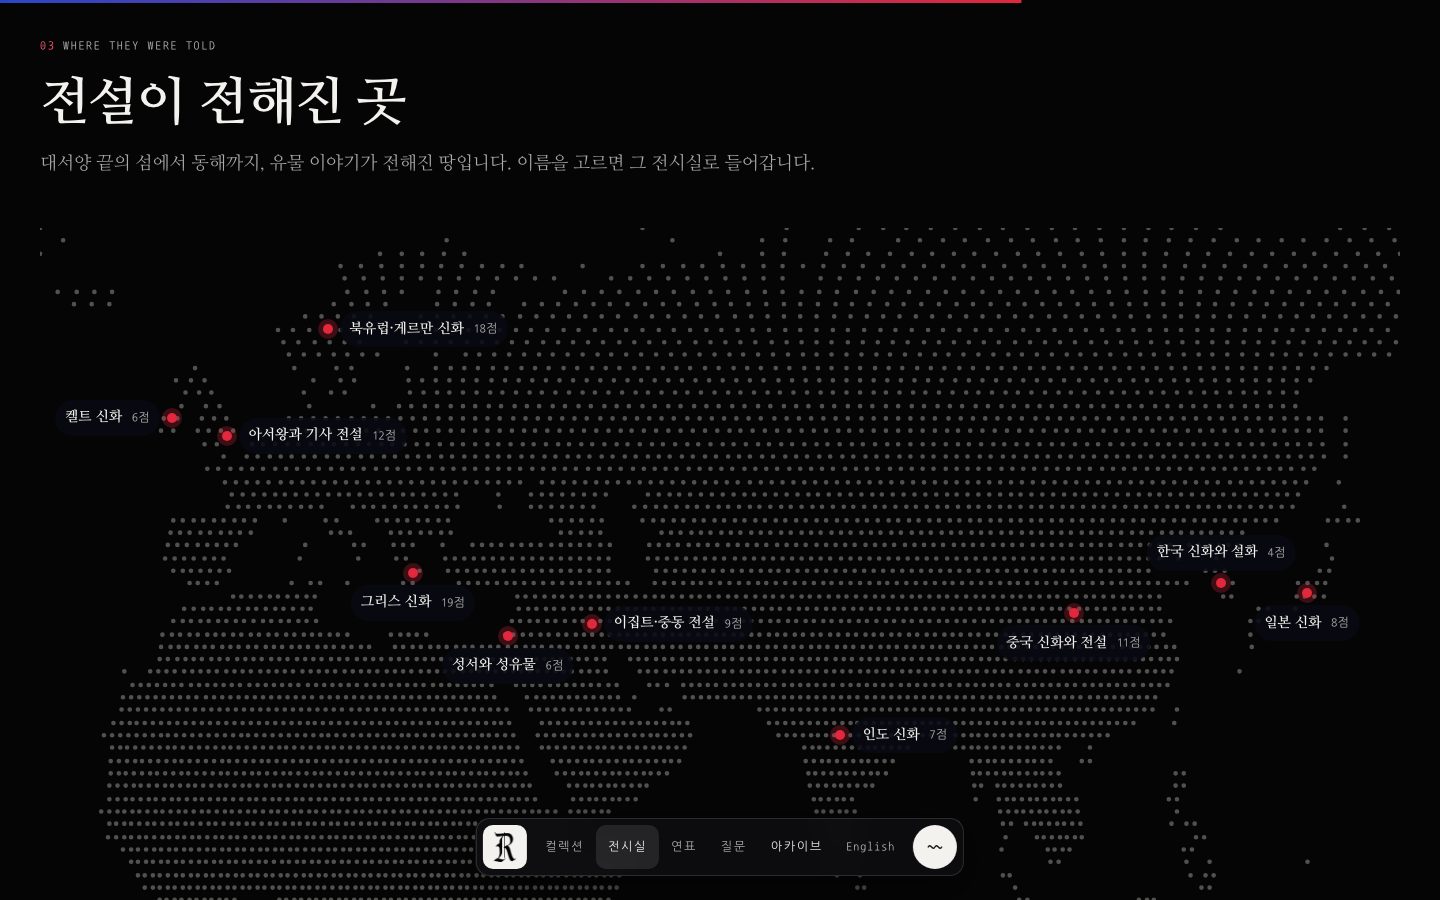 03 WHERE THEY WERE TOLD
전설이 전해진 곳
대서양 끝의 섬에서 동해까지, 유물 이야기가 전해진 땅입니다. 이름을 고르면 그 전시실로 들어갑니다.
북유럽·게르만 신화 18점
켈트 신화 6점
아서왕과 기사 전설 12점
한국 신화와 설화 4점
그리스 신화 19점
이집트·중동 전설 9점
일본 신화 8점
중국 신화와 전설 11점
성서와 성유물 6점
인도 신화 7점
R 컬렉션 전시실 연표 질문 아카이브 English